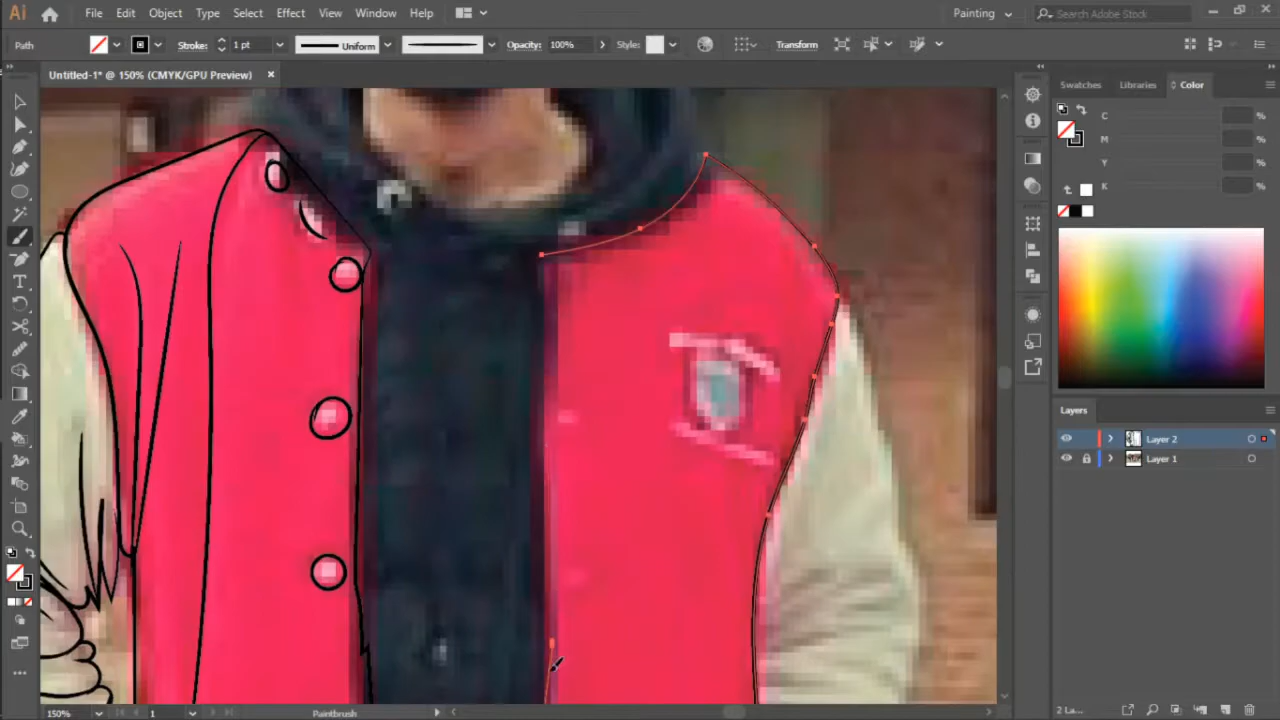 Ai File Edit Object Type Select Effect View Window Help Painting Search Adobe Stock
Path Stroke: 1 pt Uniform Opacity: 100% Style: Transform
Untitled-1* @ 150% (CMYK/GPU Preview) ×
Swatches Libraries Color
C %
M %
Y %
K %
Layers
Layer 2
Layer 1
150% 1 Paintbrush 2 La...